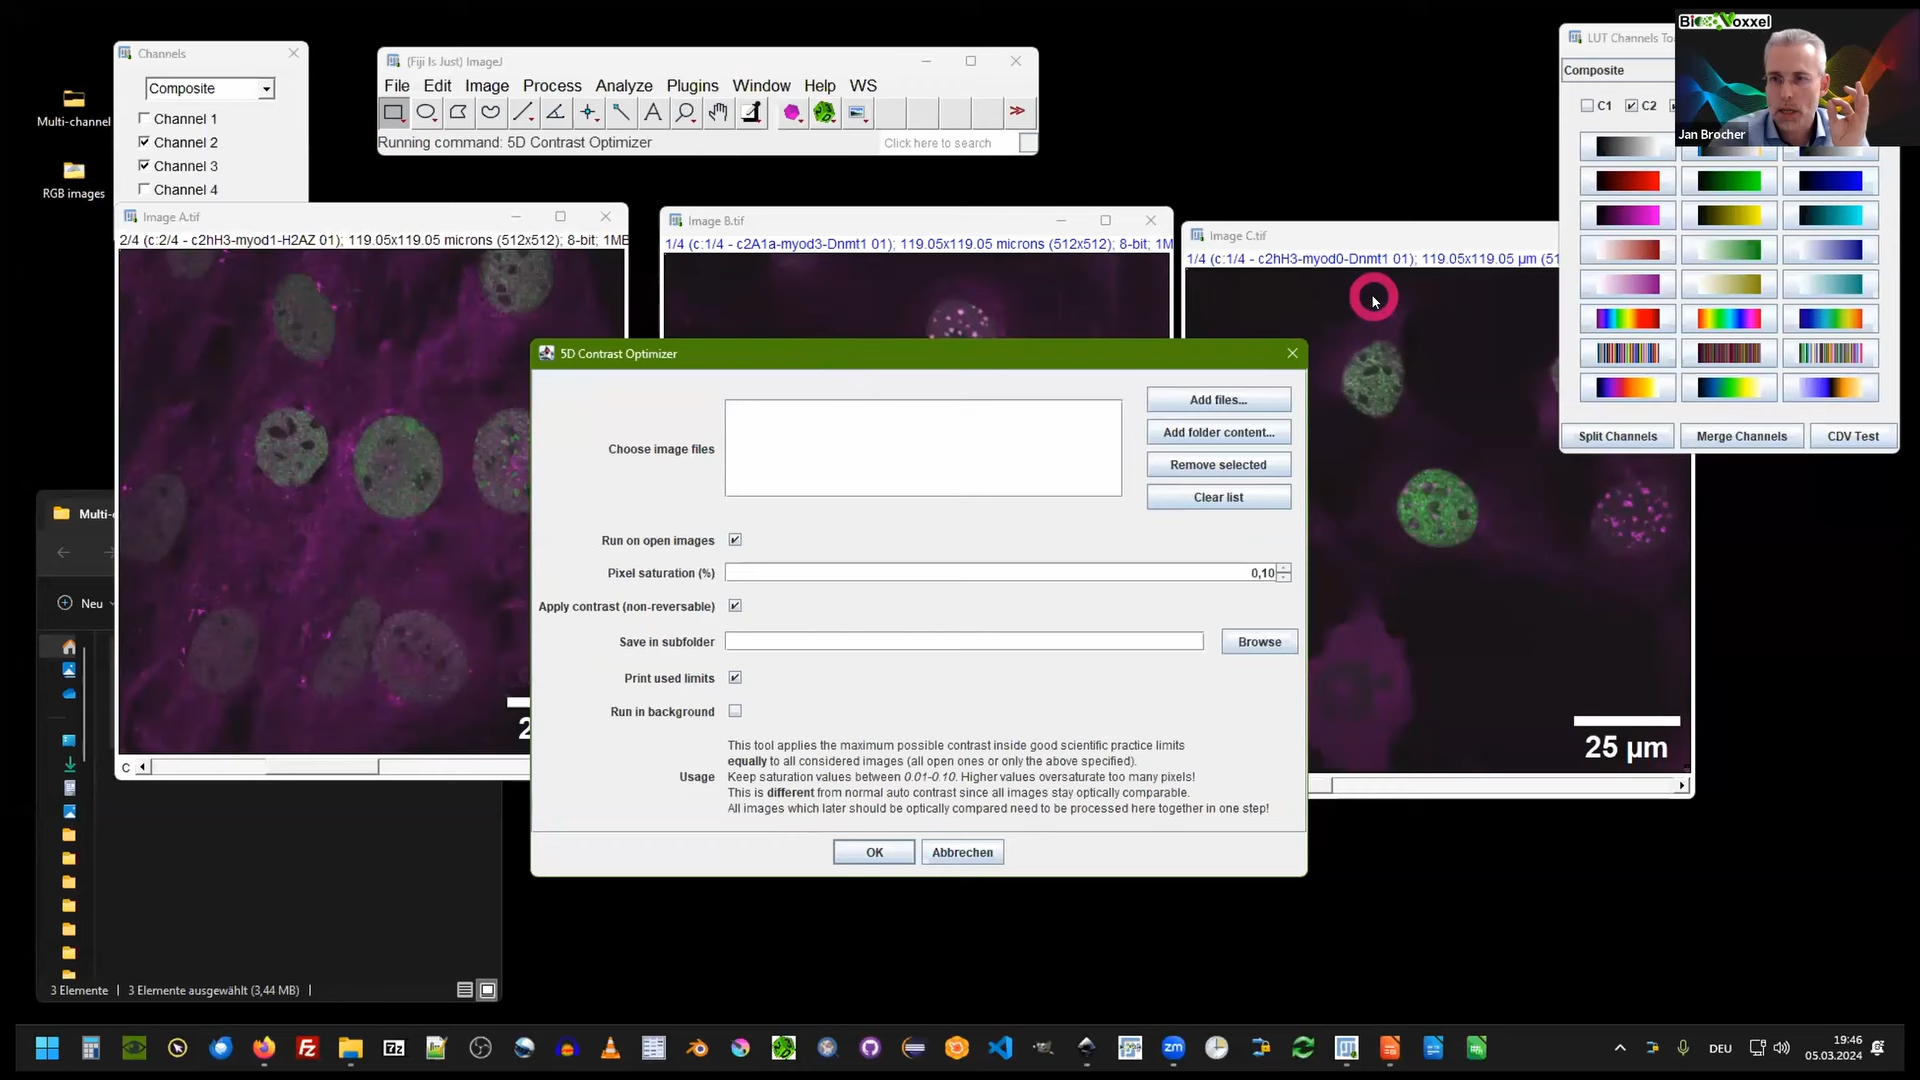 Multi-channel
RGB images
Channels
Composite
Channel 1
Channel 2
Channel 3
Channel 4
(Fiji Is Just) ImageJ
File Edit Image Process Analyze Plugins Window Help WS
Running command: 5D Contrast Optimizer
Click here to search
LUT Channels To
Composite
C1 C2
Split Channels Merge Channels CDV Test
BioVoxxel
Jan Brocher
Image A.tif
2/4 (c:2/4 - c2hH3-myod1-H2AZ 01); 119.05x119.05 microns (512x512); 8-bit; 1MB
C
Image B.tif
1/4 (c:1/4 - c2A1a-myod3-Dnmt1 01); 119.05x119.05 microns (512x512); 8-bit; 1M
Image C.tif
1/4 (c:1/4 - c2hH3-myod0-Dnmt1 01); 119.05x119.05 µm (51
25 µm
2
5D Contrast Optimizer
Choose image files
Add files...
Add folder content...
Remove selected
Clear list
Run on open images
Pixel saturation (%) 0,10
Apply contrast (non-reversable)
Save in subfolder Browse
Print used limits
Run in background
Usage
This tool applies the maximum possible contrast inside good scientific practice limits
equally to all considered images (all open ones or only the above specified).
Keep saturation values between 0.01-0.10. Higher values oversaturate too many pixels!
This is different from normal auto contrast since all images stay optically comparable.
All images which later should be optically compared need to be processed here together in one step!
OK Abbrechen
Multi-
Neu
3 Elemente 3 Elemente ausgewählt (3,44 MB)
Fz
7z
zm
DEU
19:46
05.03.2024